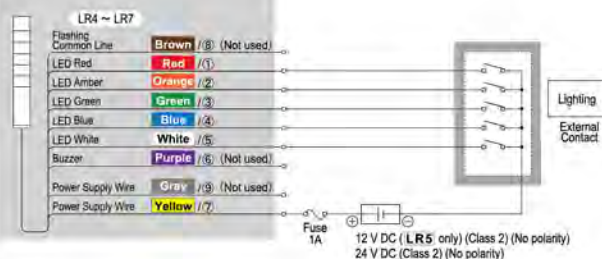 LR4 ~ LR7
Flashing
Common Line Brown /⑧ (Not used)
LED Red Red /①
LED Amber Orange /②
LED Green Green /③
LED Blue Blue /④
LED White White /⑤
Buzzer Purple /⑥ (Not used)
Power Supply Wire Gray /⑨ (Not used)
Power Supply Wire Yellow /⑦
Lighting
External
Contact
Fuse
1A
⊕ ⊖
12 V DC (LR5 only) (Class 2) (No polarity)
24 V DC (Class 2) (No polarity)